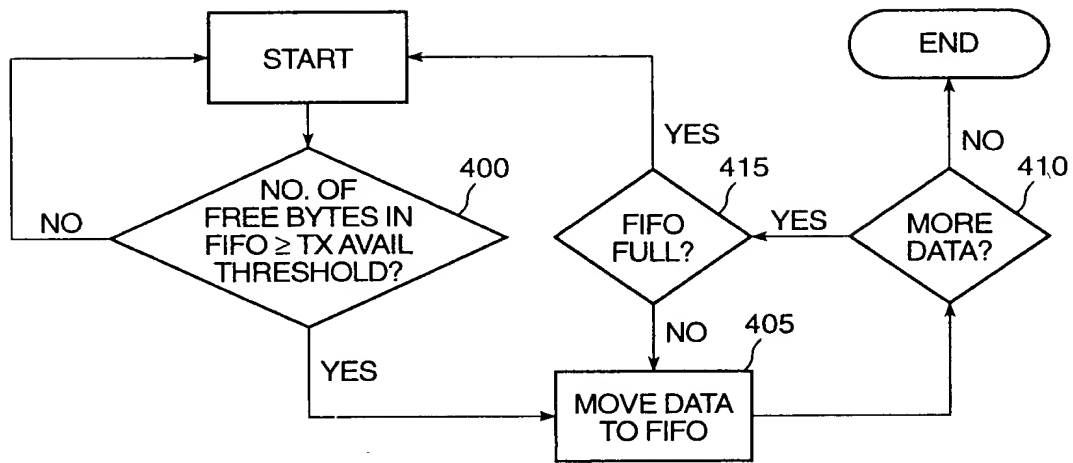 START
END
YES
NO
400
415
410
NO. OF
FREE BYTES IN
FIFO ≥ TX AVAIL
THRESHOLD?
NO
FIFO
FULL?
YES
MORE
DATA?
YES
NO
405
MOVE DATA
TO FIFO